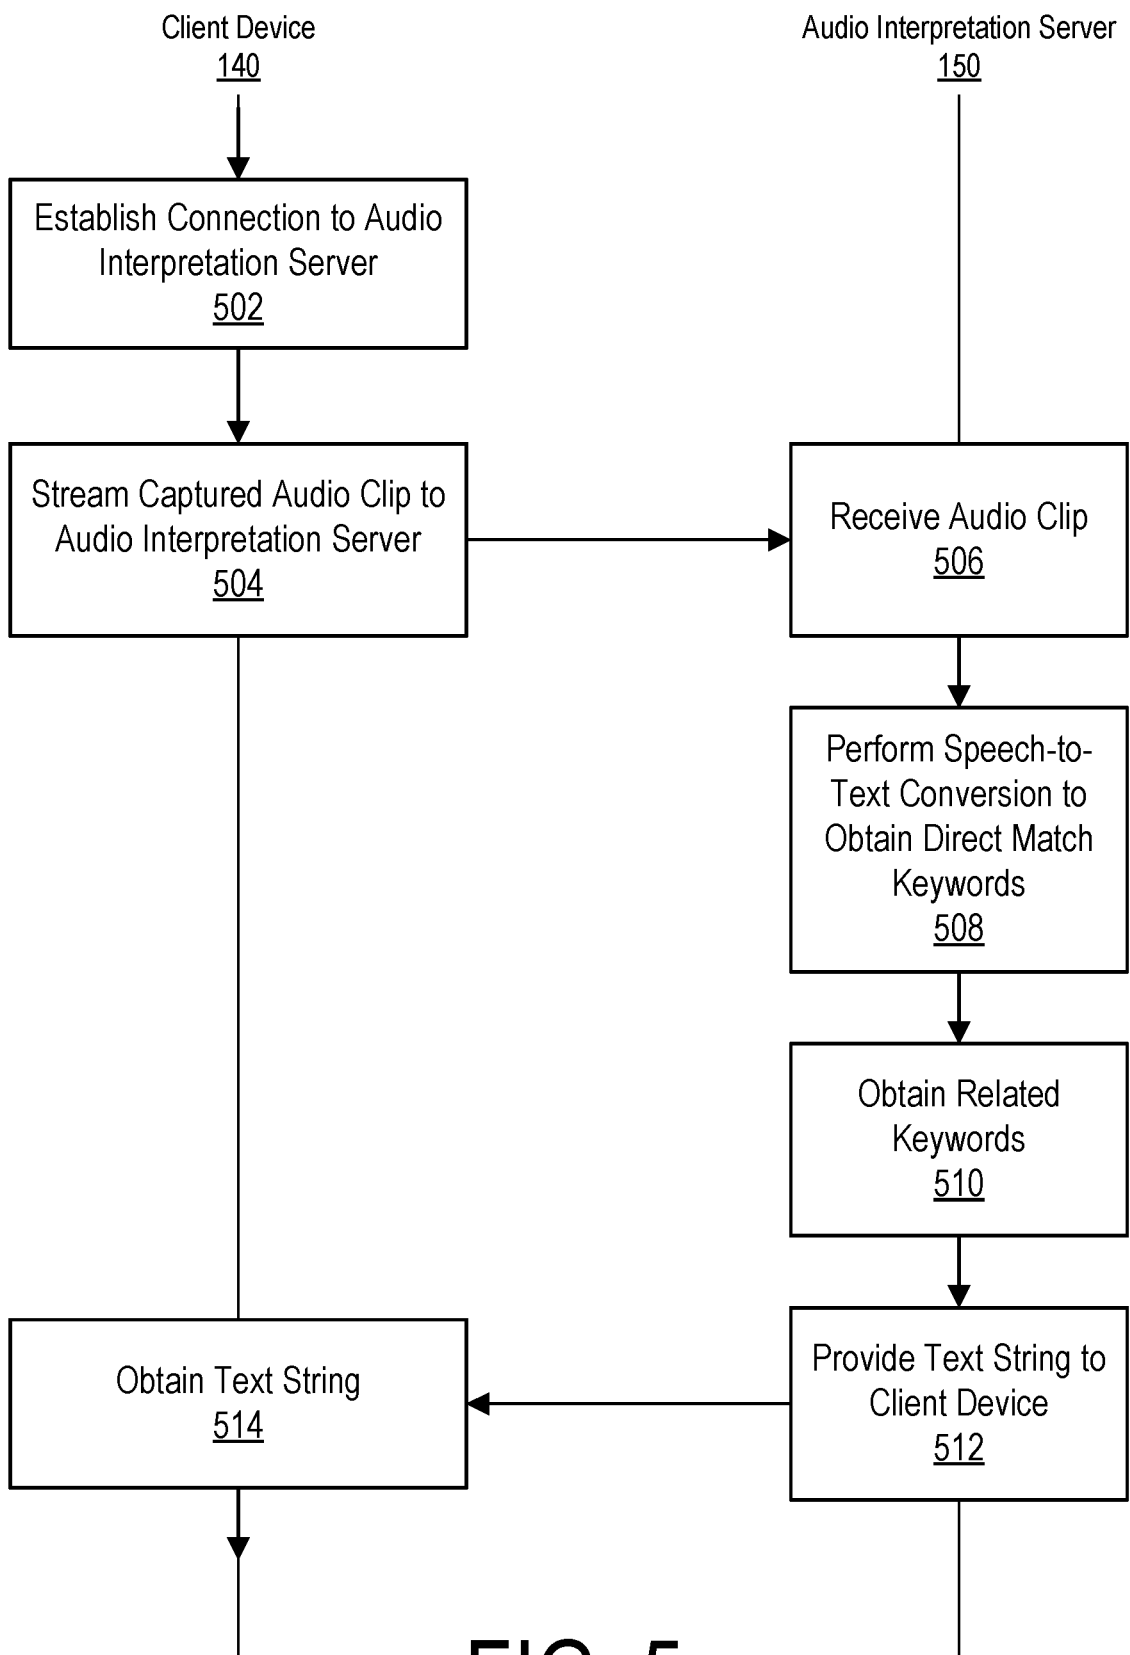 Client Device
140
Audio Interpretation Server
150
Establish Connection to Audio
Interpretation Server
502
Stream Captured Audio Clip to
Audio Interpretation Server
504
Receive Audio Clip
506
Perform Speech-to-
Text Conversion to
Obtain Direct Match
Keywords
508
Obtain Related
Keywords
510
Provide Text String to
Client Device
512
Obtain Text String
514
FIG. 5